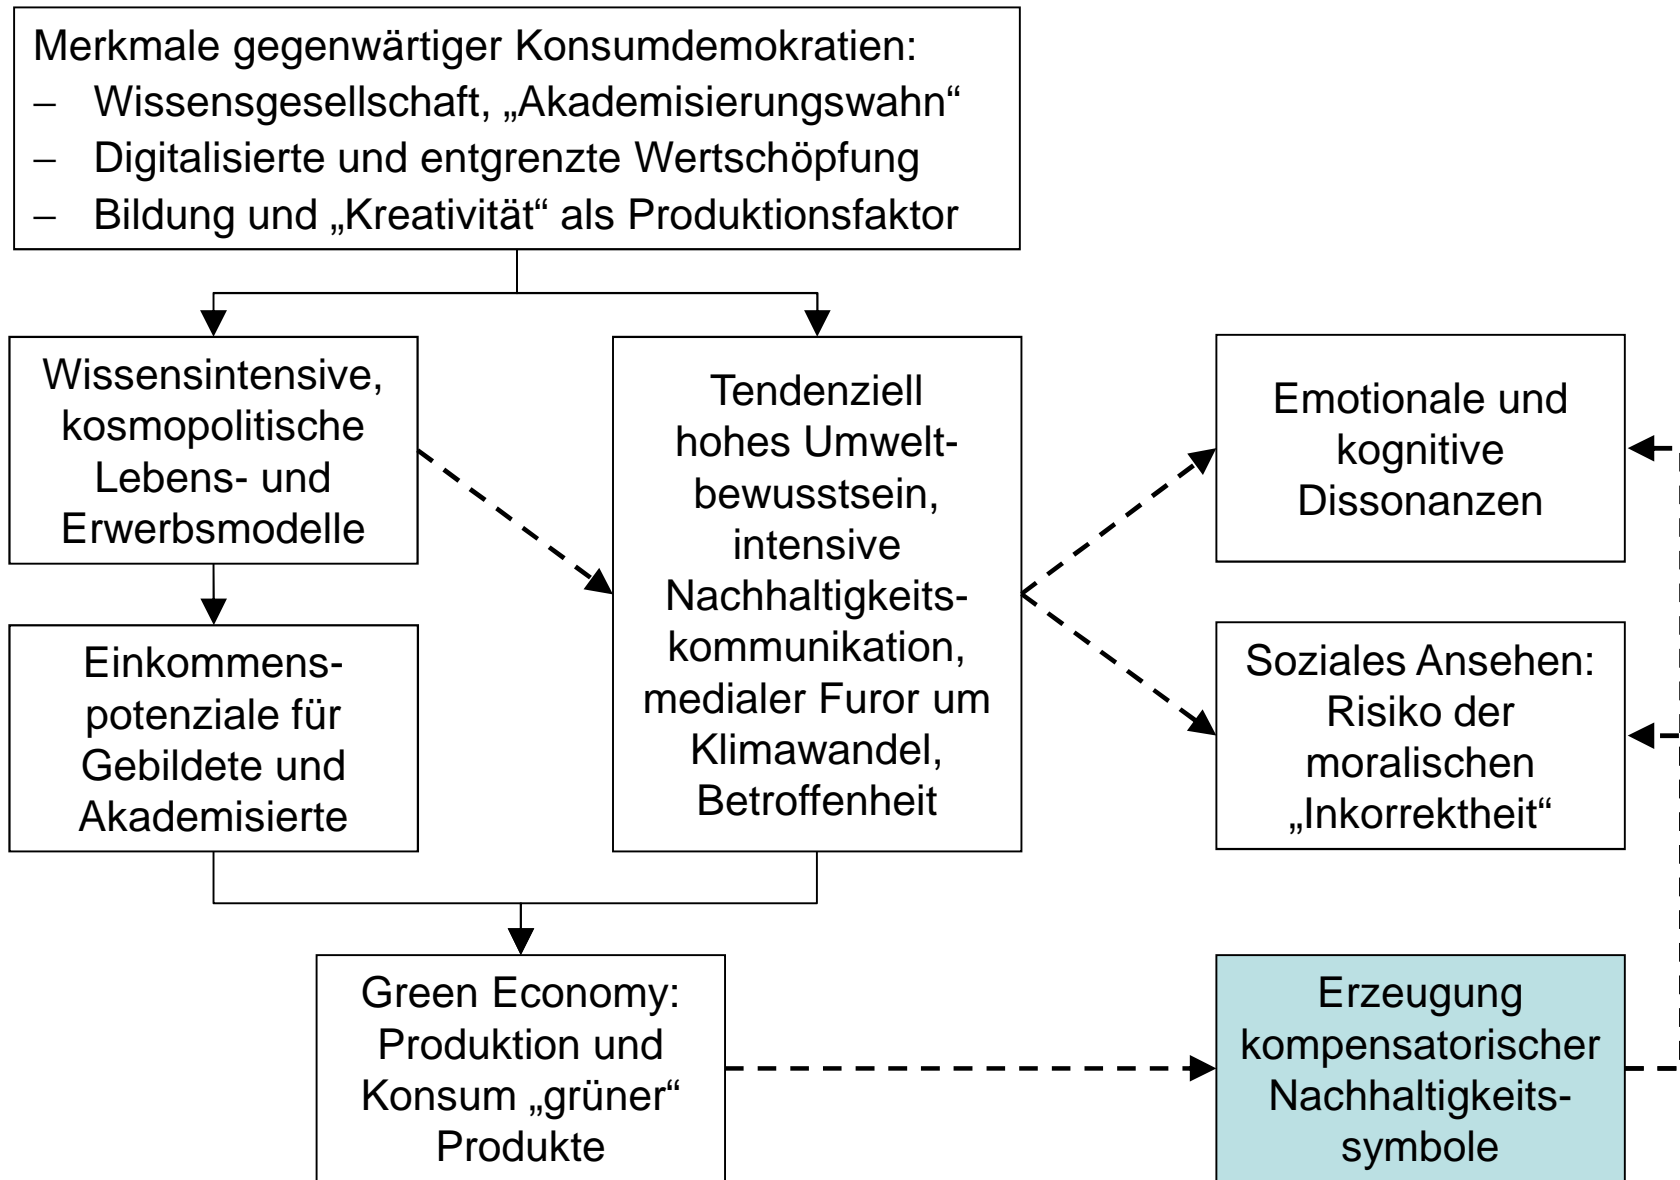 Merkmale gegenwärtiger Konsumdemokratien:
– Wissensgesellschaft, „Akademisierungswahn“
– Digitalisierte und entgrenzte Wertschöpfung
– Bildung und „Kreativität“ als Produktionsfaktor
Wissensintensive,
kosmopolitische
Lebens- und
Erwerbsmodelle
Tendenziell
hohes Umwelt-
bewusstsein,
intensive
Nachhaltigkeits-
kommunikation,
medialer Furor um
Klimawandel,
Betroffenheit
Emotionale und
kognitive
Dissonanzen
Einkommens-
potenziale für
Gebildete und
Akademisierte
Soziales Ansehen:
Risiko der
moralischen
„Inkorrektheit“
Green Economy:
Produktion und
Konsum „grüner“
Produkte
Erzeugung
kompensatorischer
Nachhaltigkeits-
symbole